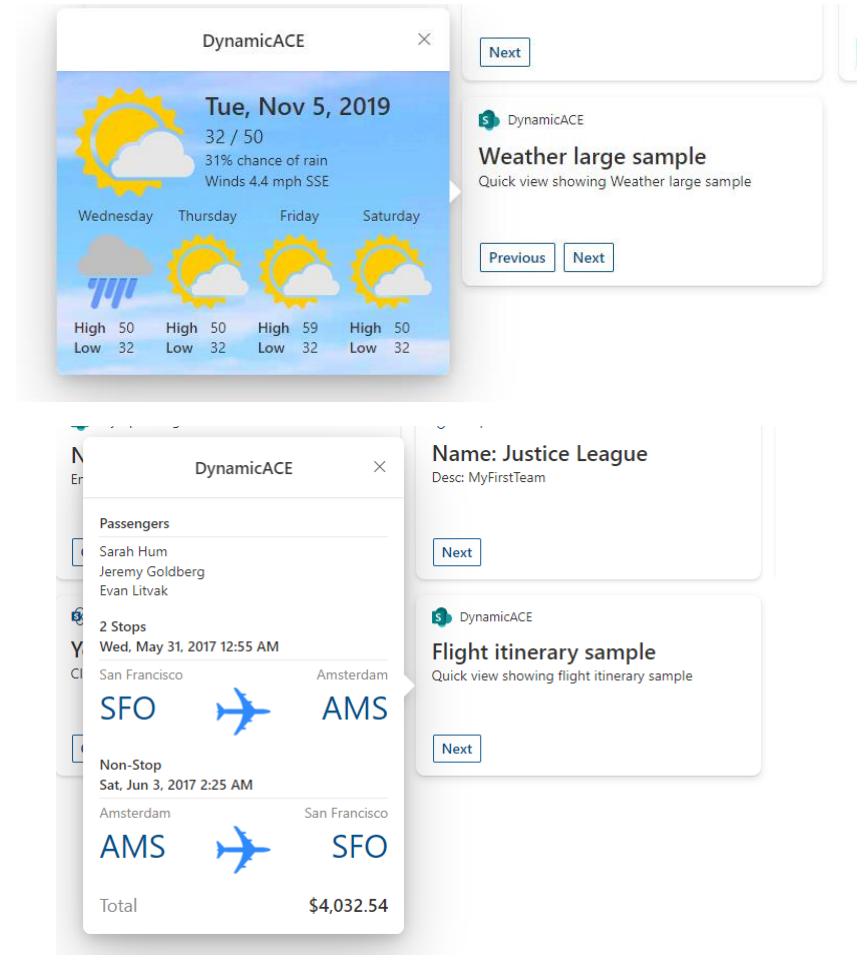 DynamicACE
Tue, Nov 5, 2019
32 / 50
31% chance of rain
Winds 4.4 mph SSE
Wednesday Thursday Friday Saturday
High 50 High 50 High 59 High 50
Low 32 Low 32 Low 32 Low 32
Next
DynamicACE
Weather large sample
Quick view showing Weather large sample
Previous Next
DynamicACE
Passengers
Sarah Hum
Jeremy Goldberg
Evan Litvak
2 Stops
Wed, May 31, 2017 12:55 AM
San Francisco Amsterdam
SFO AMS
Non-Stop
Sat, Jun 3, 2017 2:25 AM
Amsterdam San Francisco
AMS SFO
Total $4,032.54
Name: Justice League
Desc: MyFirstTeam
Next
DynamicACE
Flight itinerary sample
Quick view showing flight itinerary sample
Next